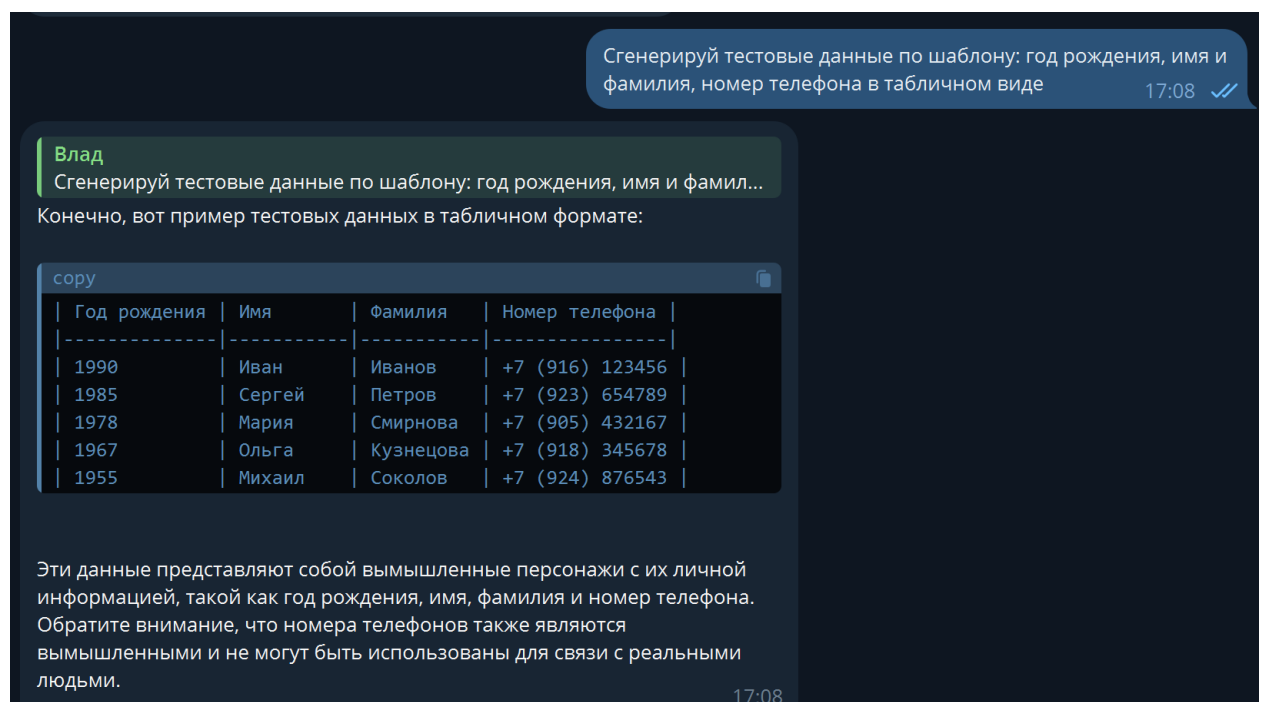 Сгенерируй тестовые данные по шаблону: год рождения, имя и
фамилия, номер телефона в табличном виде
17:08
Влад
Сгенерируй тестовые данные по шаблону: год рождения, имя и фамил...
Конечно, вот пример тестовых данных в табличном формате:
copy
| Год рождения | Имя | Фамилия | Номер телефона |
|--------------|-----------|-----------|----------------|
| 1990 | Иван | Иванов | +7 (916) 123456 |
| 1985 | Сергей | Петров | +7 (923) 654789 |
| 1978 | Мария | Смирнова | +7 (905) 432167 |
| 1967 | Ольга | Кузнецова | +7 (918) 345678 |
| 1955 | Михаил | Соколов | +7 (924) 876543 |
Эти данные представляют собой вымышленные персонажи с их личной
информацией, такой как год рождения, имя, фамилия и номер телефона.
Обратите внимание, что номера телефонов также являются
вымышленными и не могут быть использованы для связи с реальными
людьми.
17:08